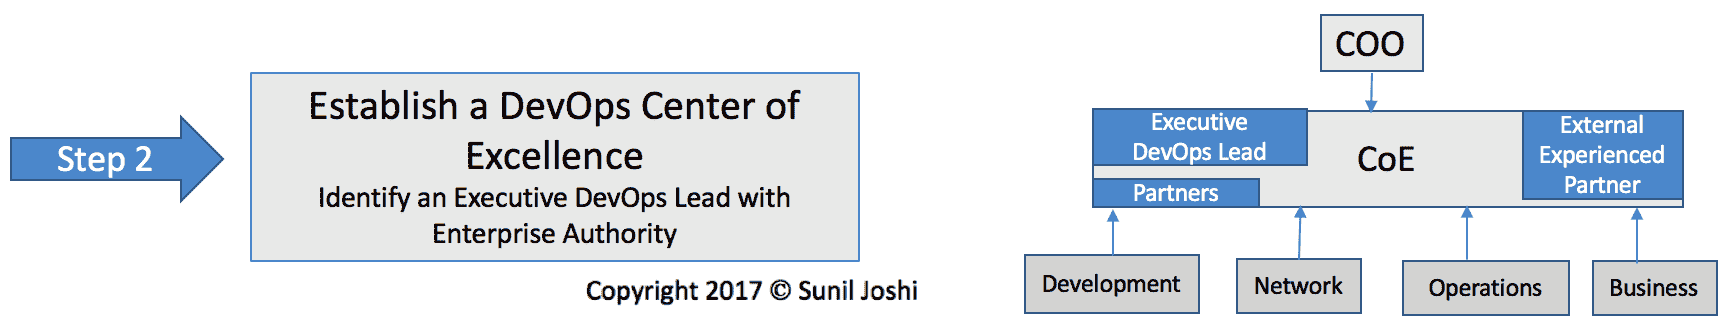 Step 2
Establish a DevOps Center of
Excellence
Identify an Executive DevOps Lead with
Enterprise Authority
Copyright 2017 © Sunil Joshi
COO
Executive
DevOps Lead
CoE
External
Experienced
Partner
Partners
Development
Network
Operations
Business